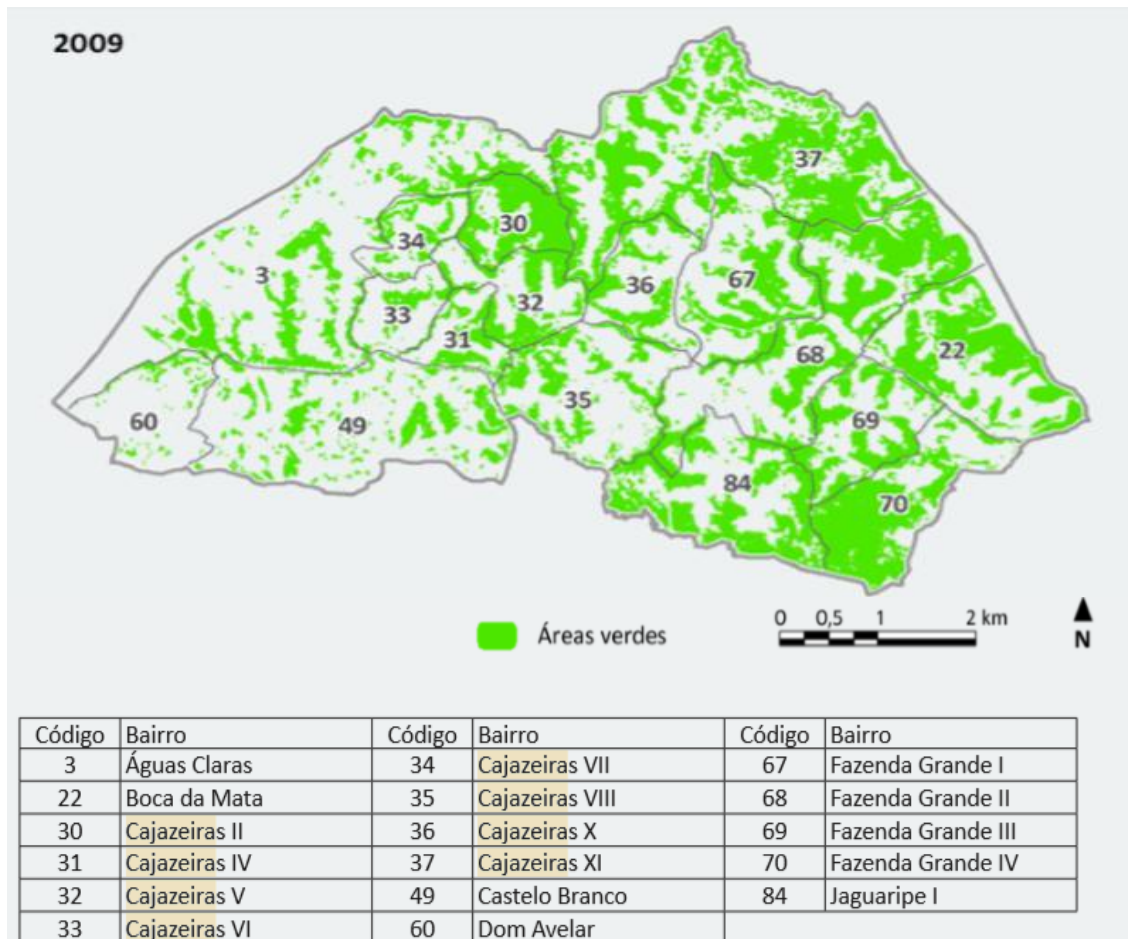 2009
37
30
34
3
36
67
32
33
31
22
68
35
60
49
69
84
70
Áreas verdes
0 0,5 1 2 km
N
Código Bairro Código Bairro Código Bairro
3 Águas Claras 34 Cajazeiras VII 67 Fazenda Grande I
22 Boca da Mata 35 Cajazeiras VIII 68 Fazenda Grande II
30 Cajazeiras II 36 Cajazeiras X 69 Fazenda Grande III
31 Cajazeiras IV 37 Cajazeiras XI 70 Fazenda Grande IV
32 Cajazeiras V 49 Castelo Branco 84 Jaguaripe I
33 Cajazeiras VI 60 Dom Avelar